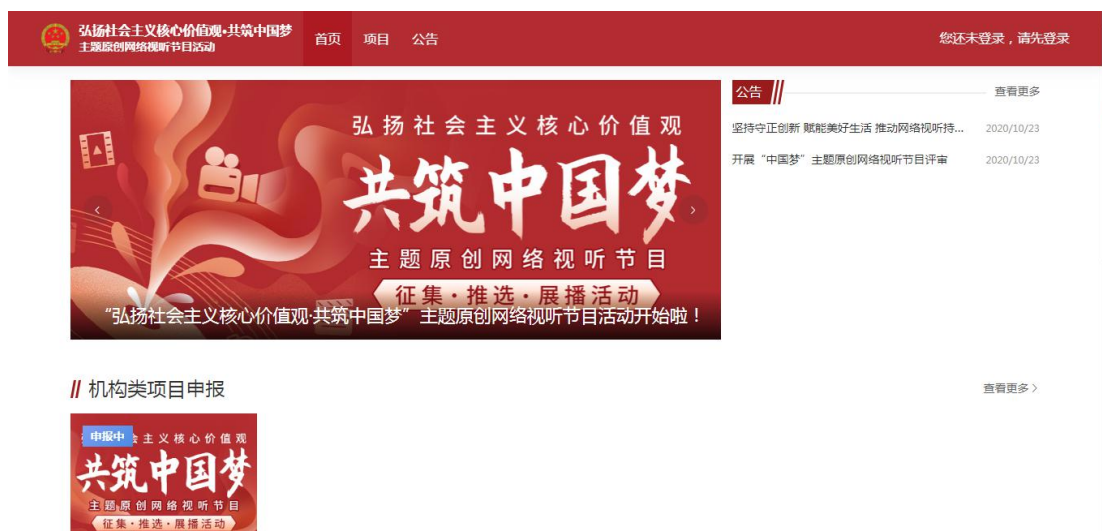 弘扬社会主义核心价值观·共筑中国梦
主题原创网络视听节目活动
首页
项目
公告
您还未登录，请先登录
弘扬社会主义核心价值观
共筑中国梦
主题原创网络视听节目
征集·推选·展播活动
“弘扬社会主义核心价值观·共筑中国梦”主题原创网络视听节目活动开始啦！
公告
查看更多
坚持守正创新 赋能美好生活 推动网络视听持...
2020/10/23
开展“中国梦”主题原创网络视听节目评审
2020/10/23
机构类项目申报
查看更多
申报中
主义核心价值观
共筑中国梦
主题原创网络视听节目
征集·推选·展播活动